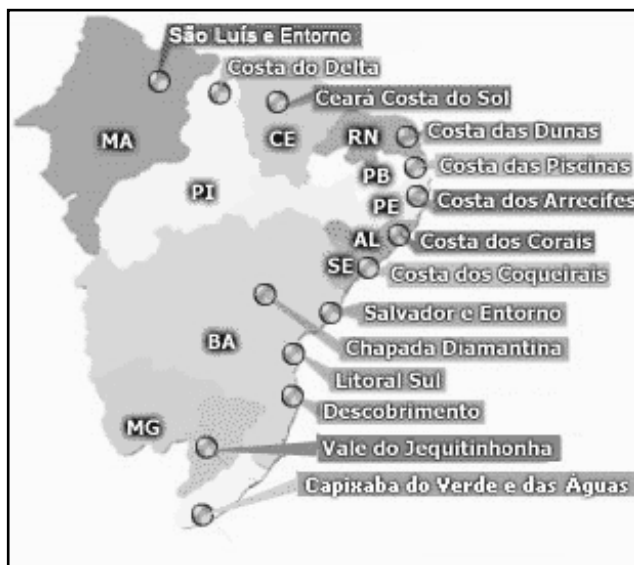 São Luís e Entorno
Costa do Delta
Ceará Costa do Sol
MA
CE
RN
Costa das Dunas
PI
PB
Costa das Piscinas
PE
Costa dos Arrecifes
AL
Costa dos Corais
SE
Costa dos Coqueirais
BA
Salvador e Entorno
Chapada Diamantina
Litoral Sul
Descobrimento
MG
Vale do Jequitinhonha
Capixaba do Verde e das Águas